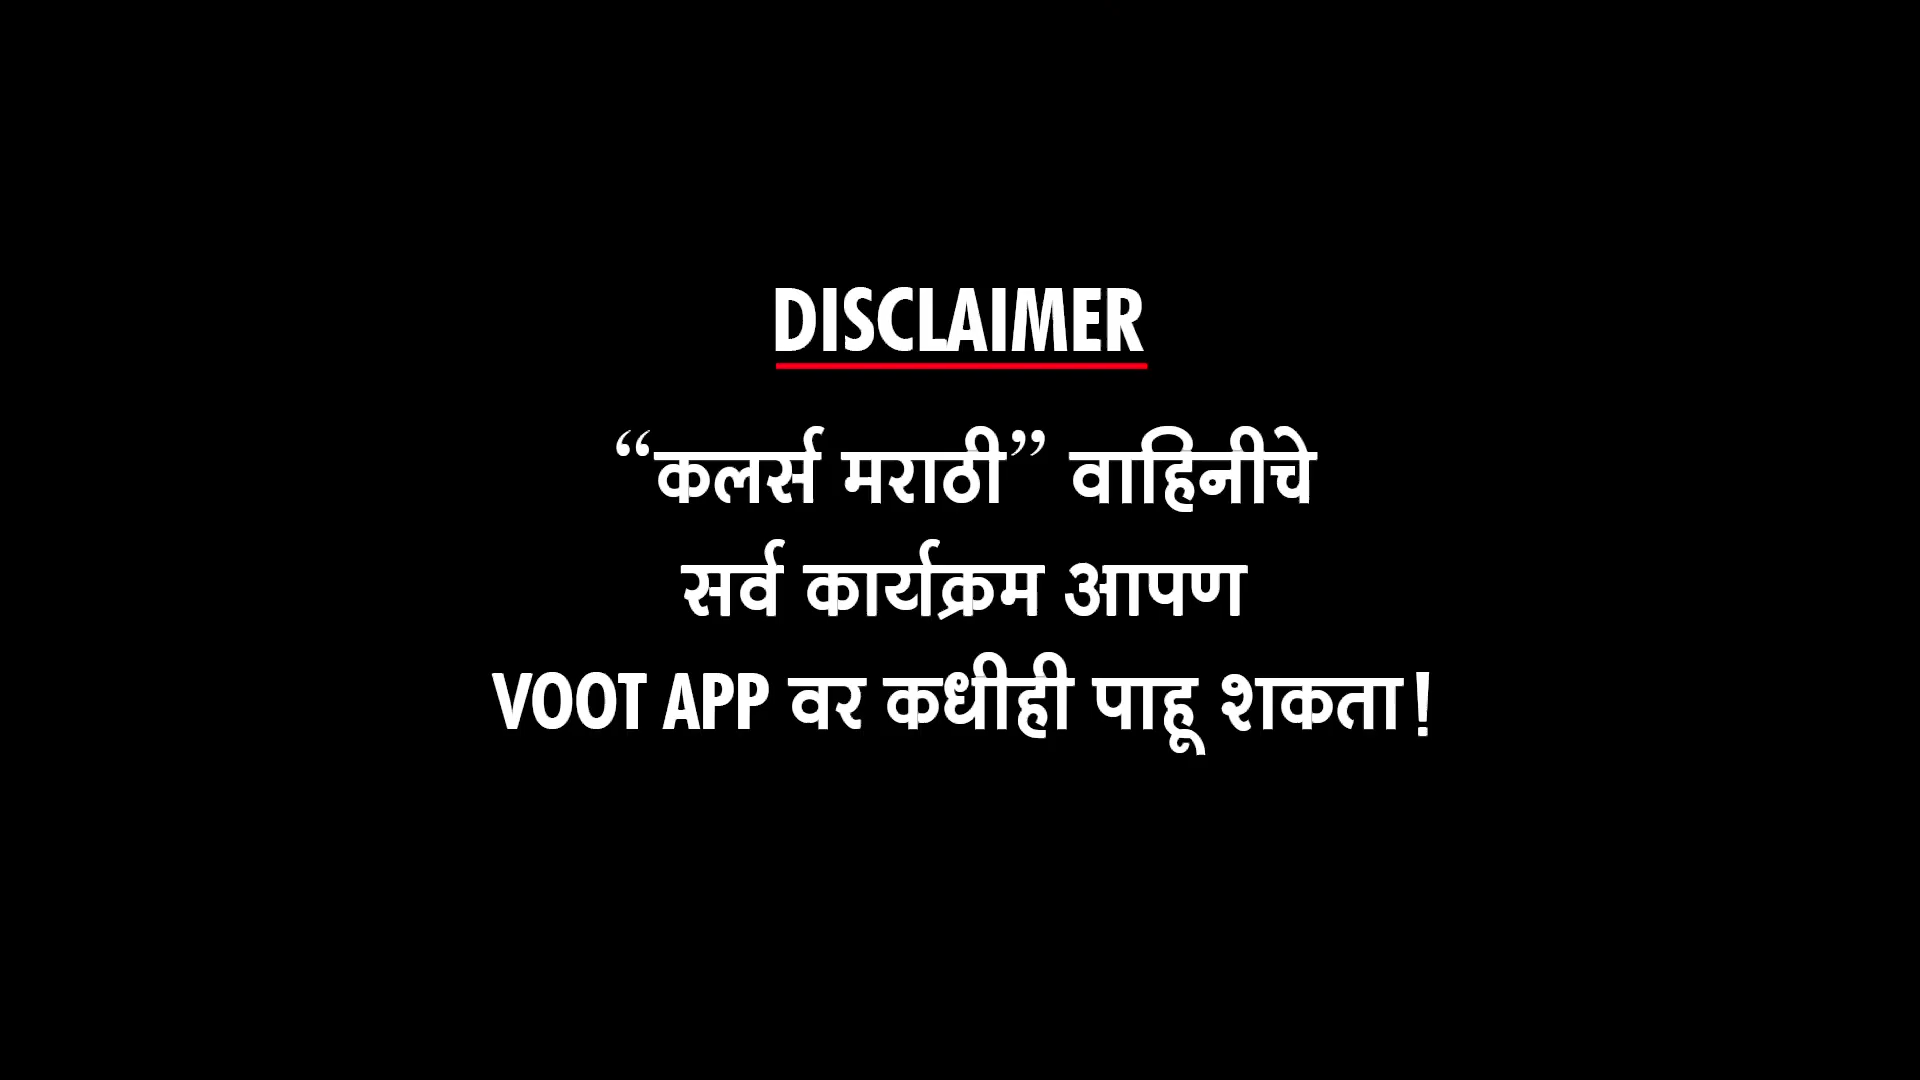 DISCLAIMER
“कलर्स मराठी” वाहिनीचे
सर्व कार्यक्रम आपण
VOOT APP वर कधीही पाहू शकता!